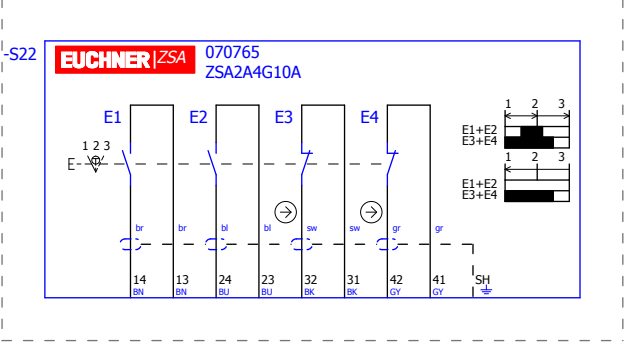 -S22
EUCHNER ZSA
070765
ZSA2A4G10A
E1 E2 E3 E4
1 2 3
E
1 2 3
E1+E2
E3+E4
1 2 3
E1+E2
E3+E4
br br bl bl sw sw gr gr
14 13 24 23 32 31 42 41 SH
BN BN BU BU BK BK GY GY